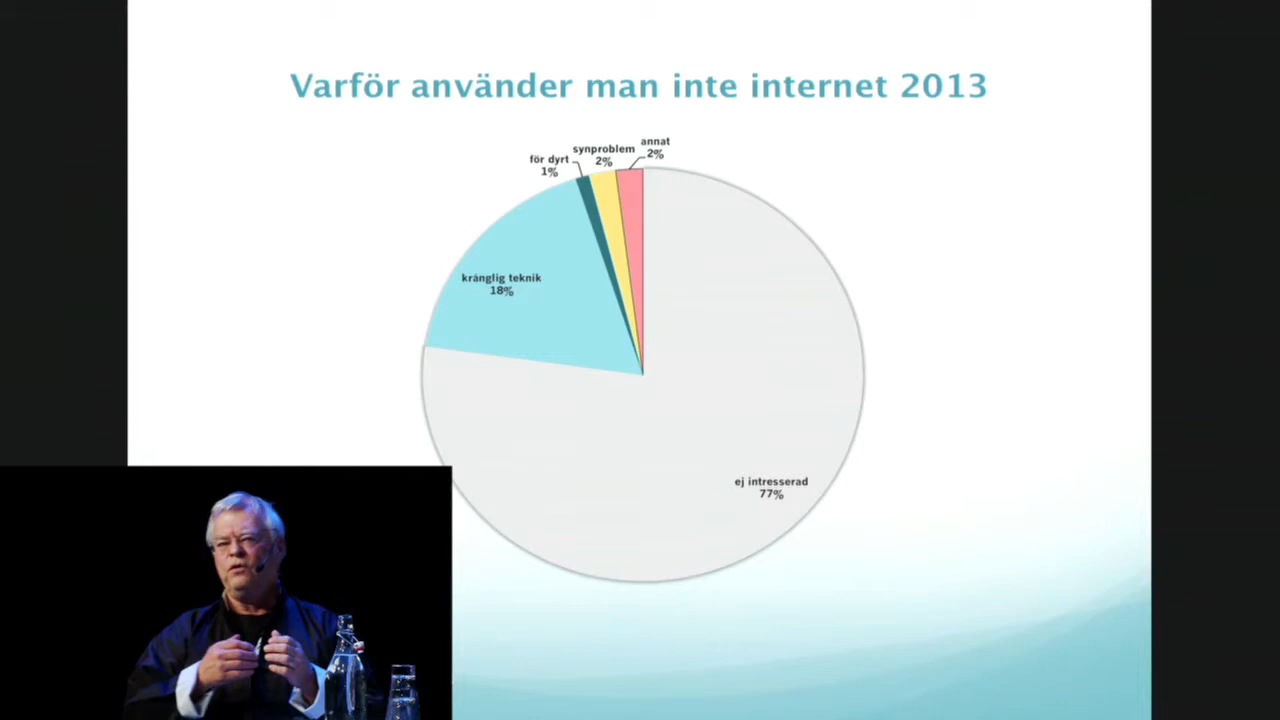 Varför använder man inte internet 2013
annat
2%
synproblem
2%
för dyrt
1%
krånglig teknik
18%
ej intresserad
77%